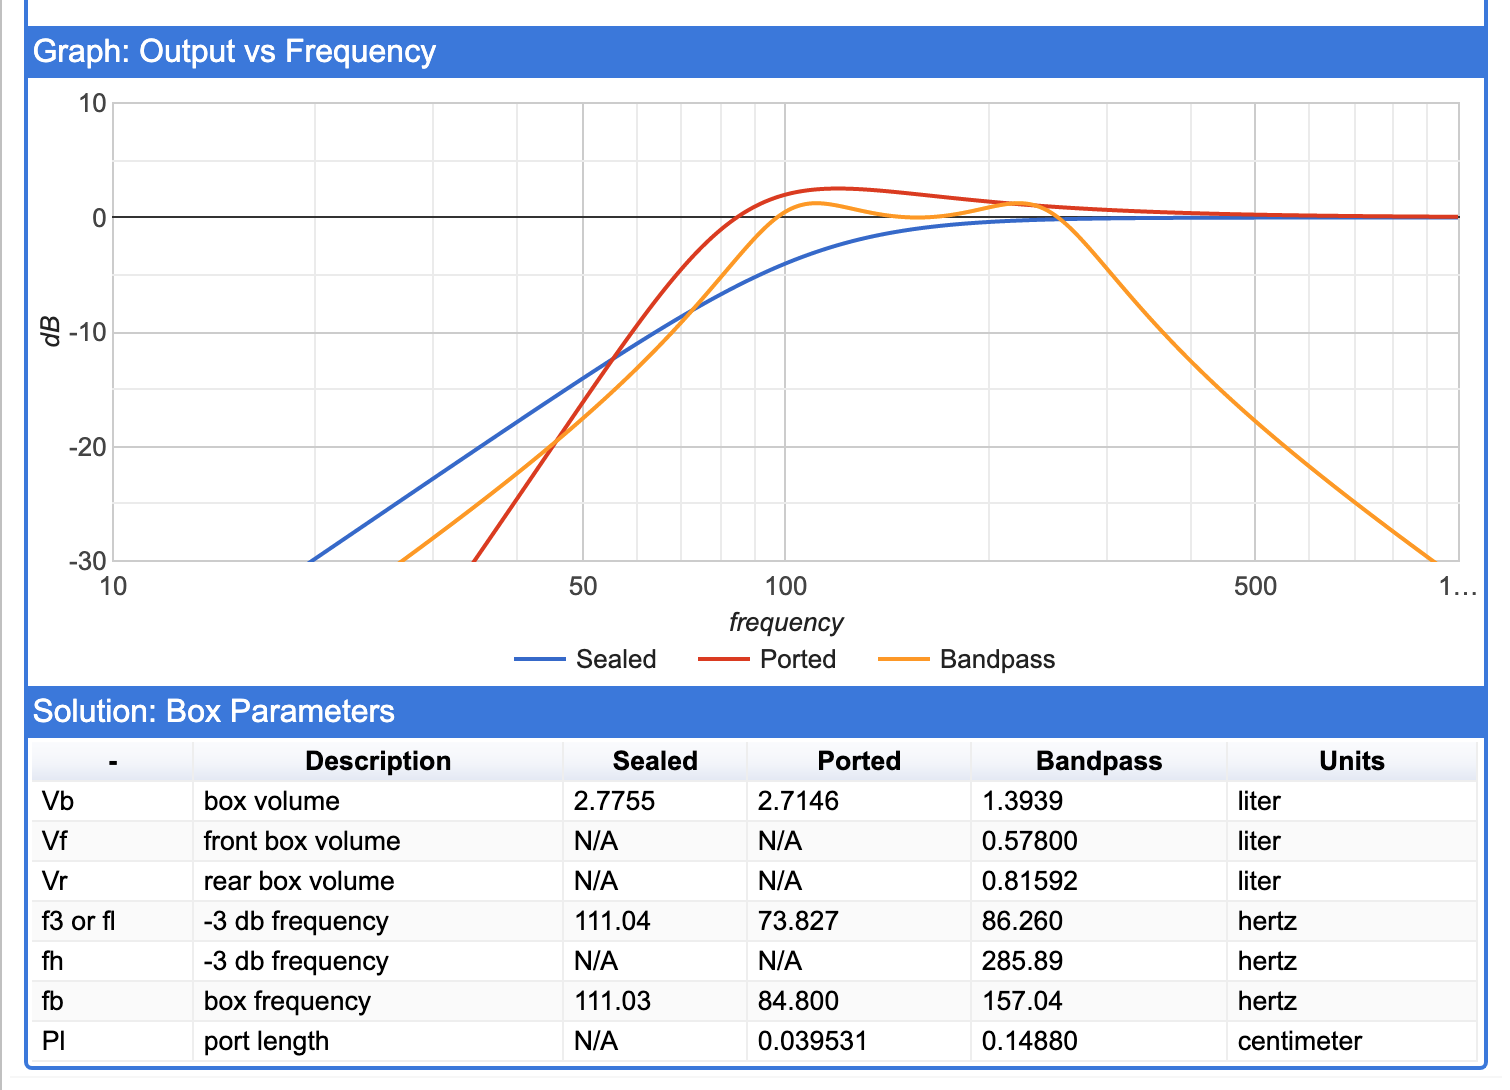 Graph: Output vs Frequency
10
0
dB
-10
-20
-30
10 50 100 500 1...
frequency
Sealed Ported Bandpass
Solution: Box Parameters
- Description Sealed Ported Bandpass Units
Vb box volume 2.7755 2.7146 1.3939 liter
Vf front box volume N/A N/A 0.57800 liter
Vr rear box volume N/A N/A 0.81592 liter
f3 or fl -3 db frequency 111.04 73.827 86.260 hertz
fh -3 db frequency N/A N/A 285.89 hertz
fb box frequency 111.03 84.800 157.04 hertz
Pl port length N/A 0.039531 0.14880 centimeter